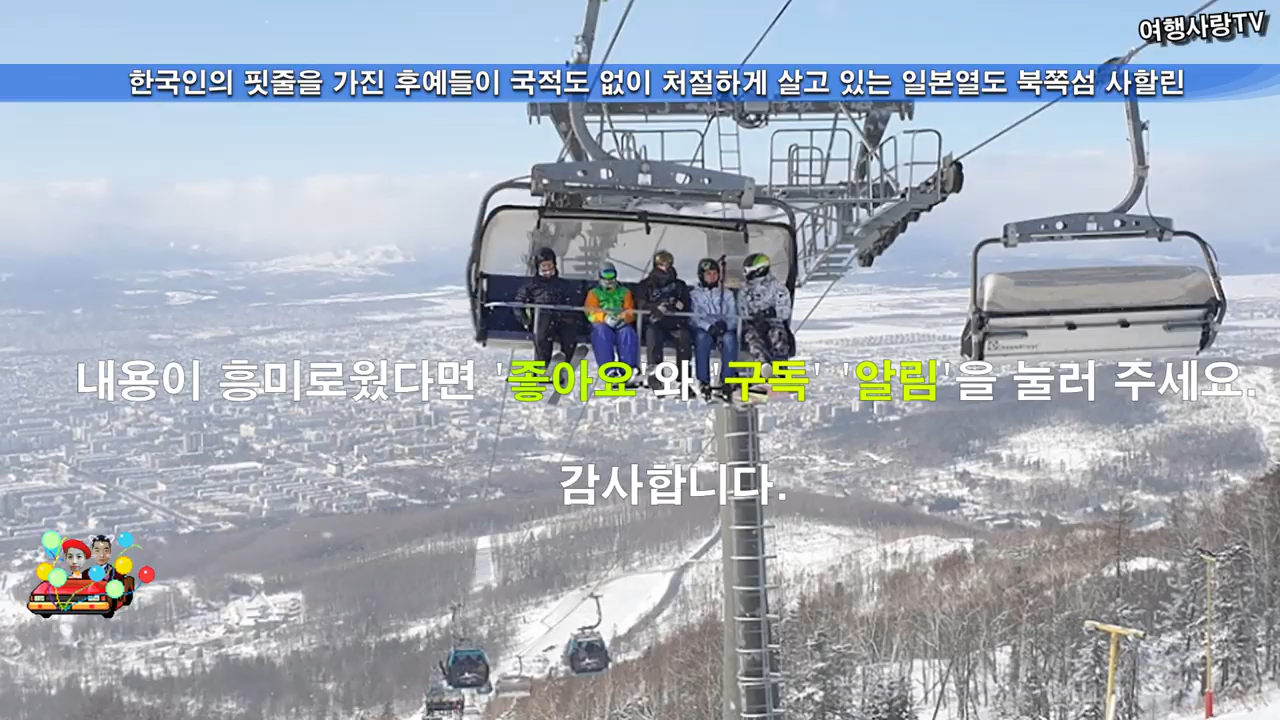 여행사랑TV
한국인의 핏줄을 가진 후예들이 국적도 없이 처절하게 살고 있는 일본열도 북쪽섬 사할린
내용이 흥미로웠다면 '좋아요'와 '구독' '알림'을 눌러 주세요.
감사합니다.